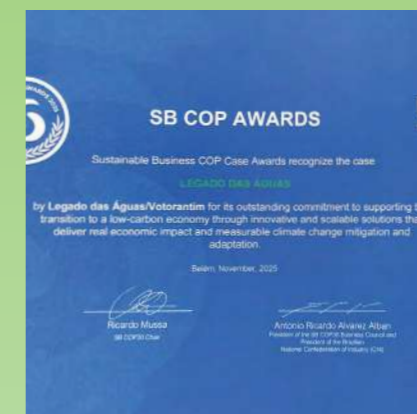 SB COP AWARDS
Sustainable Business COP Case Awards recognize the case
LEGADO DAS ÁGUAS
by Legado das Águas/Votorantim for its outstanding commitment to supporting
transition to a low-carbon economy through innovative and scalable solutions tha
deliver real economic impact and measurable climate change mitigation and
adaptation.
Belém, November, 2025
Ricardo Mussa
SB COP30 Chair
Antonio Ricardo Alvarez Alban
President of the SB COP30 Business Council and
President of the Brazilian
National Confederation of Industry (CNI)